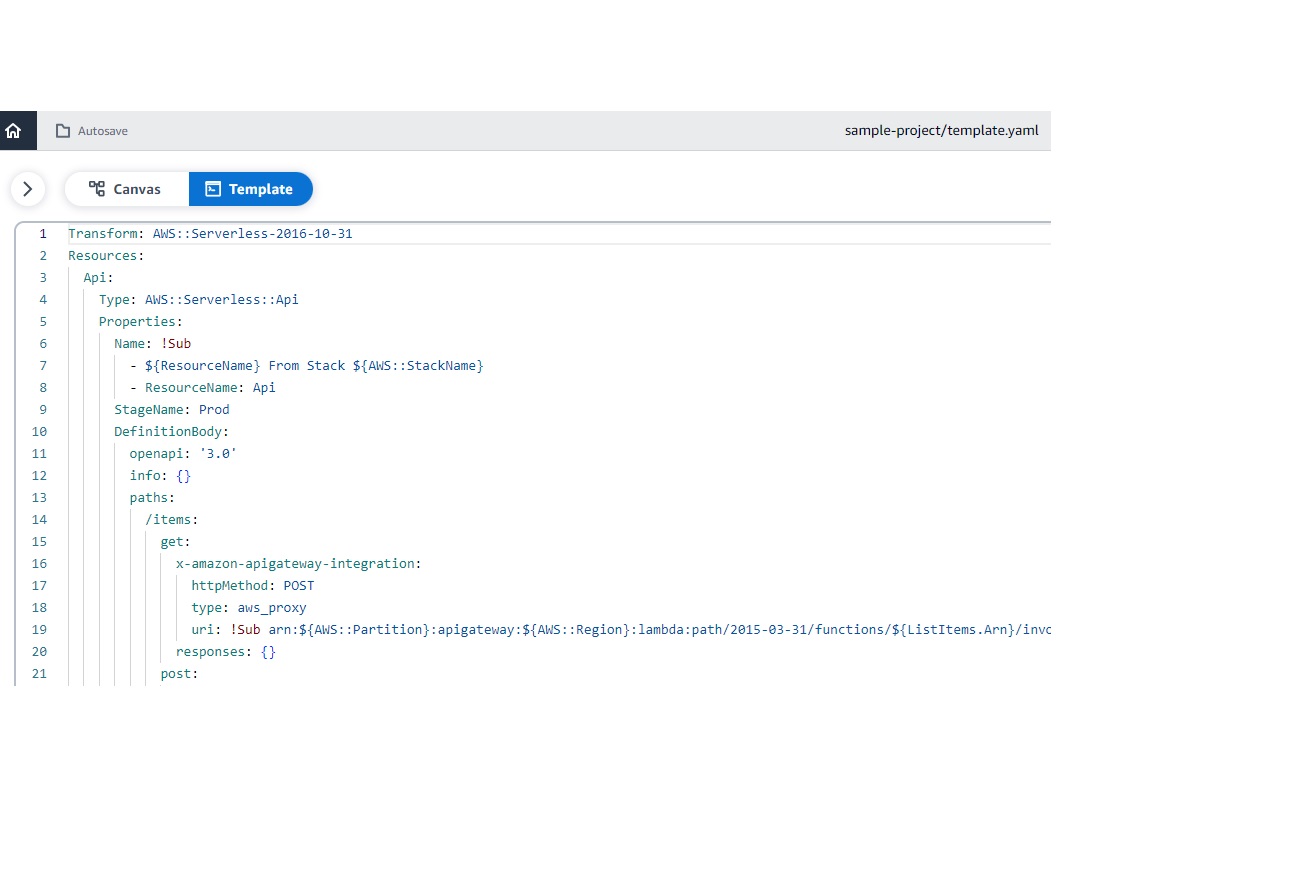 Autosave sample-project/template.yaml
Canvas Template
1 Transform: AWS::Serverless-2016-10-31
2 Resources:
3 Api:
4 Type: AWS::Serverless::Api
5 Properties:
6 Name: !Sub
7 - ${ResourceName} From Stack ${AWS::StackName}
8 - ResourceName: Api
9 StageName: Prod
10 DefinitionBody:
11 openapi: '3.0'
12 info: {}
13 paths:
14 /items:
15 get:
16 x-amazon-apigateway-integration:
17 httpMethod: POST
18 type: aws_proxy
19 uri: !Sub arn:${AWS::Partition}:apigateway:${AWS::Region}:lambda:path/2015-03-31/functions/${ListItems.Arn}/invo
20 responses: {}
21 post: